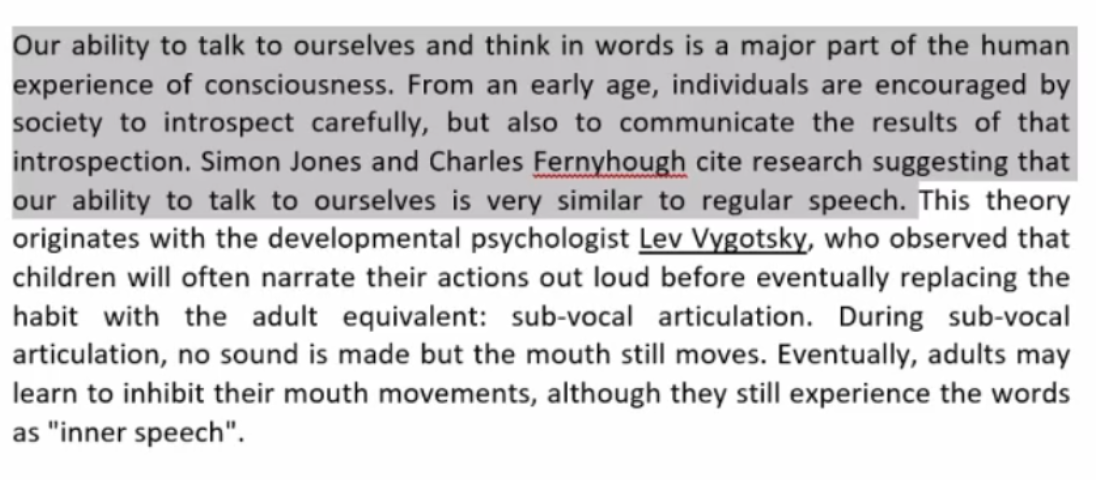 Our ability to talk to ourselves and think in words is a major part of the human
experience of consciousness. From an early age, individuals are encouraged by
society to introspect carefully, but also to communicate the results of that
introspection. Simon Jones and Charles Fernyhough cite research suggesting that
our ability to talk to ourselves is very similar to regular speech. This theory
originates with the developmental psychologist Lev Vygotsky, who observed that
children will often narrate their actions out loud before eventually replacing the
habit with the adult equivalent: sub-vocal articulation. During sub-vocal
articulation, no sound is made but the mouth still moves. Eventually, adults may
learn to inhibit their mouth movements, although they still experience the words
as "inner speech".